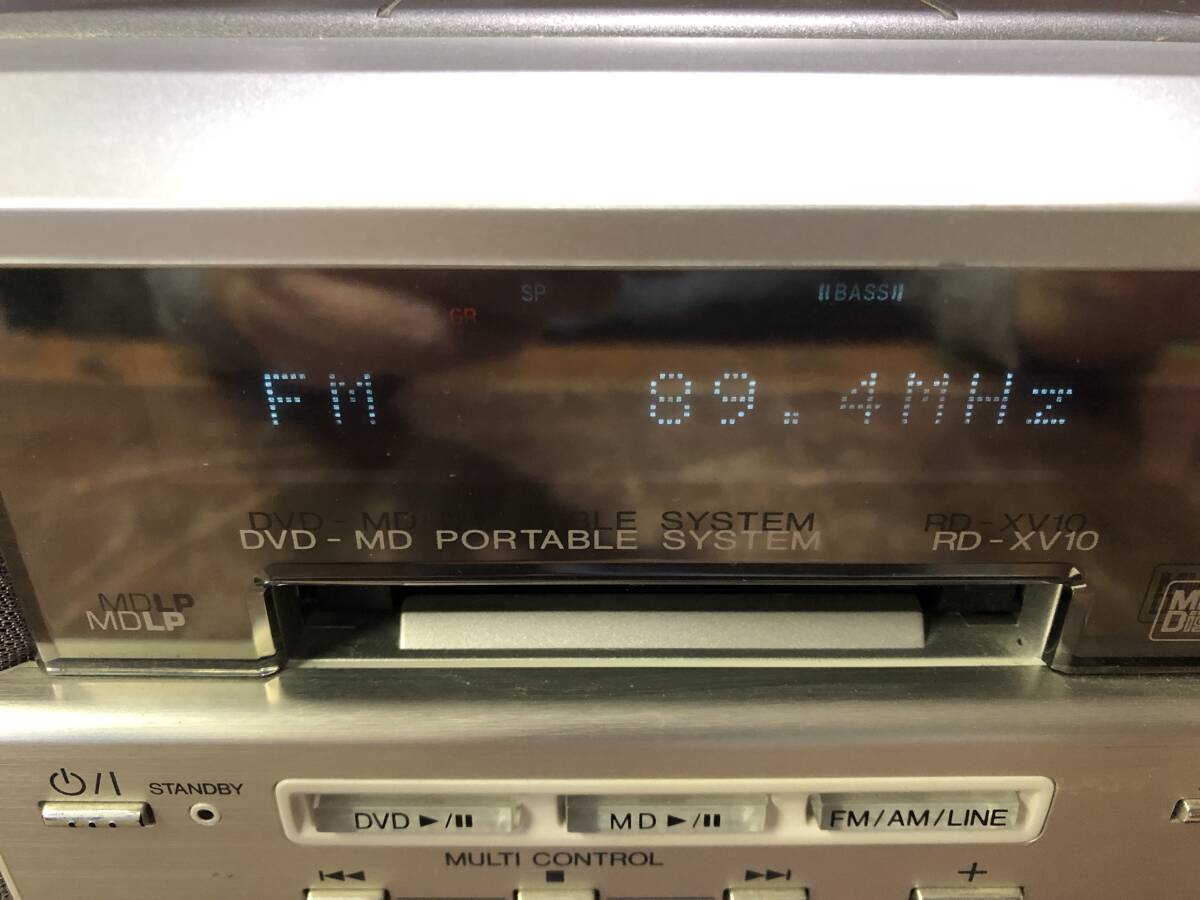 SP
BASS
GR
FM 89.4MHz
DVD-MD PORTABLE SYSTEM RD-XV10
MDLP
STANDBY
DVD ►/II
MD ►/II
FM/AM/LINE
MULTI CONTROL
+